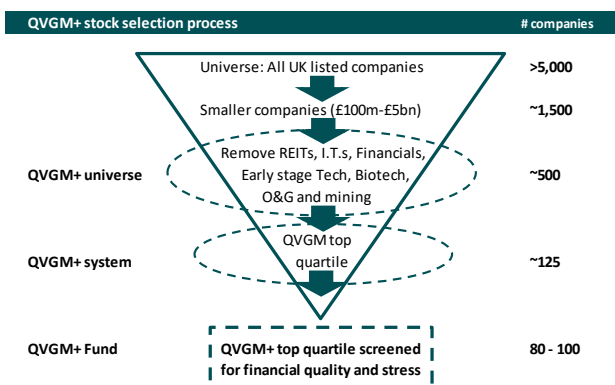 QVGM+ stock selection process # companies
Universe: All UK listed companies >5,000
Smaller companies (£100m-£5bn) ~1,500
Remove REITs, I.T.s, Financials,
QVGM+ universe Early stage Tech, Biotech, ~500
O&G and mining
QVGM top
QVGM+ system quartile ~125
QVGM+ Fund QVGM+ top quartile screened 80 - 100
for financial quality and stress